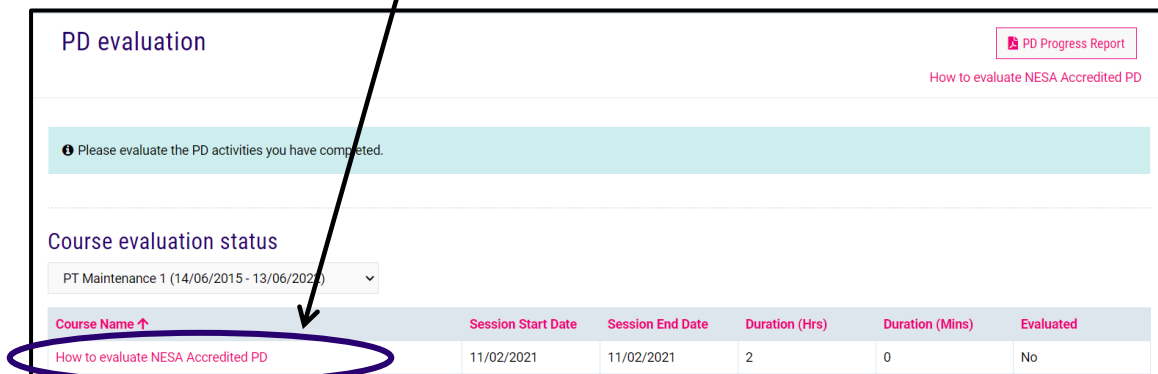 PD evaluation
PD Progress Report
How to evaluate NESA Accredited PD
Please evaluate the PD activities you have completed.
Course evaluation status
PT Maintenance 1 (14/06/2015 - 13/06/2022)
Course Name ↑ Session Start Date Session End Date Duration (Hrs) Duration (Mins) Evaluated
How to evaluate NESA Accredited PD 11/02/2021 11/02/2021 2 0 No